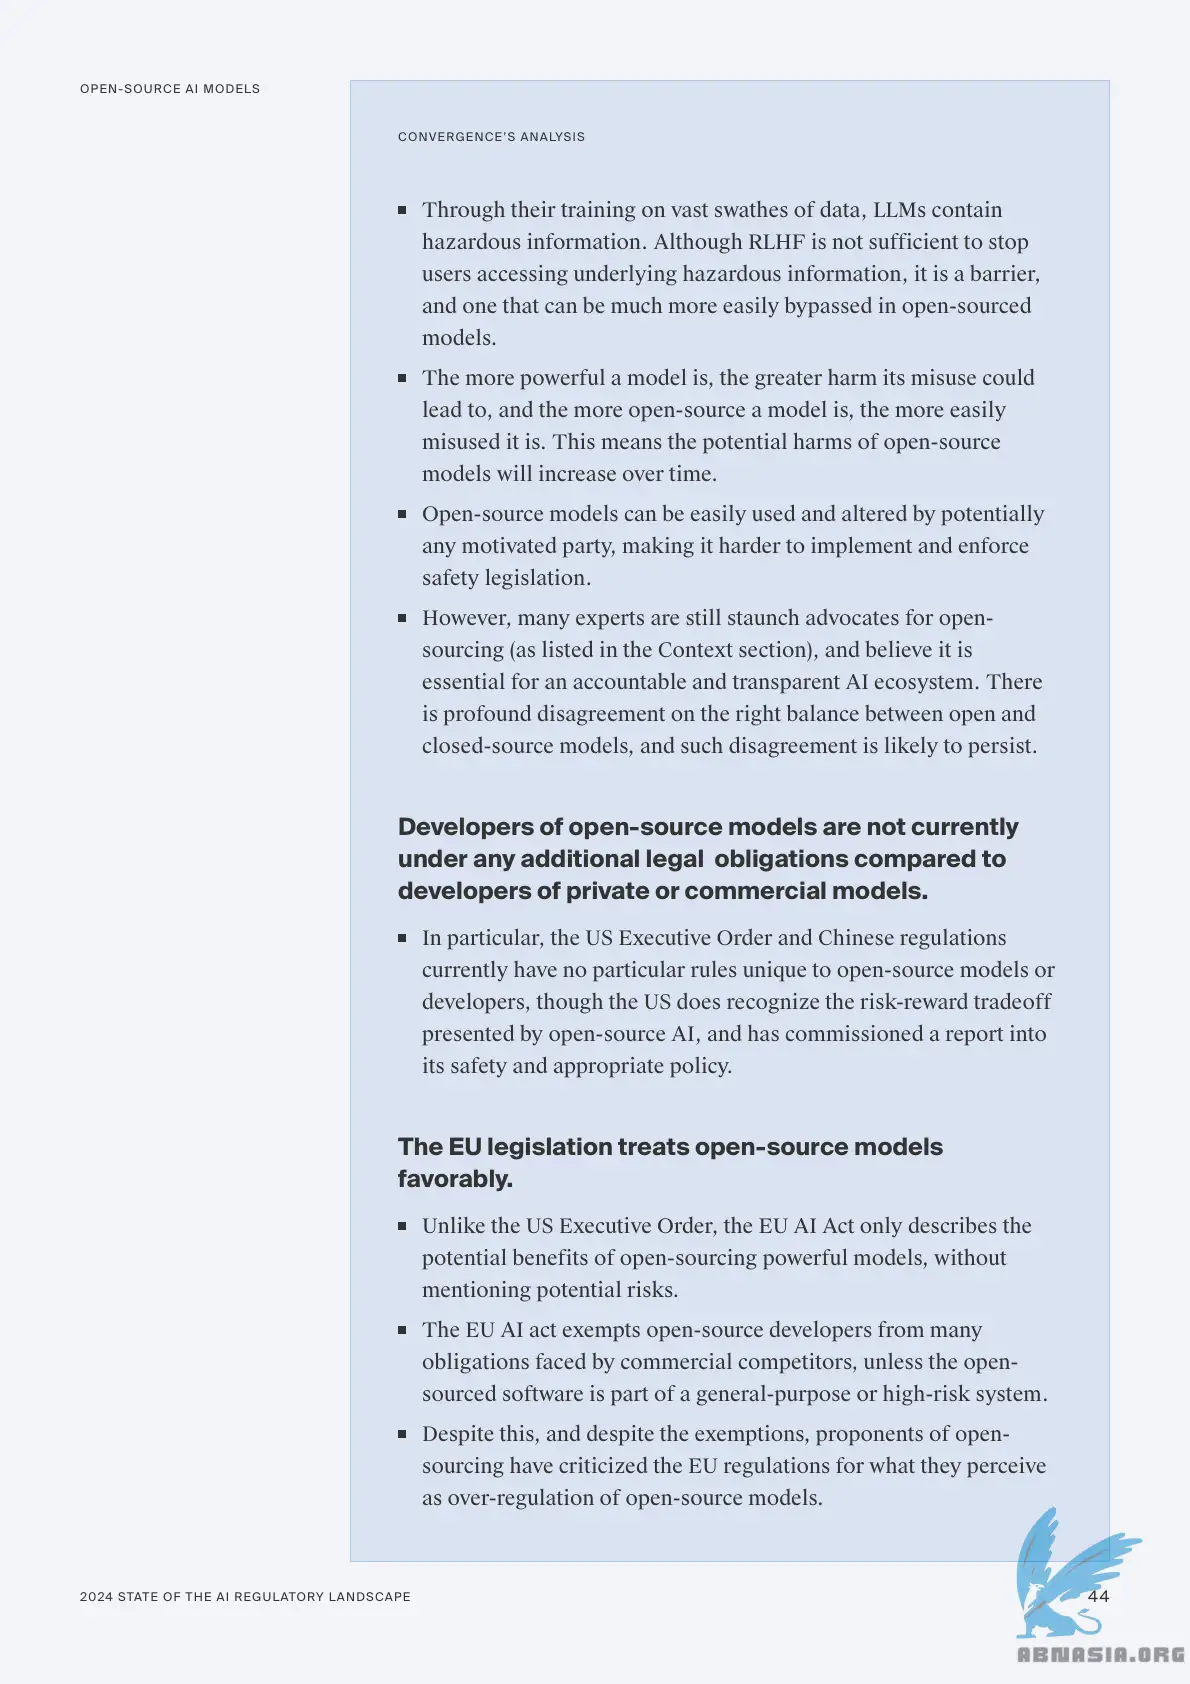 OPEN-SOURCE AI MODELS
CONVERGENCE'S ANALYSIS
Through their training on vast swathes of data, LLMs contain
hazardous information. Although RLHF is not sufficient to stop
users accessing underlying hazardous information, it is a barrier,
and one that can be much more easily bypassed in open-sourced
models.
The more powerful a model is, the greater harm its misuse could
lead to, and the more open-source a model is, the more easily
misused it is. This means the potential harms of open-source
models will increase over time.
Open-source models can be easily used and altered by potentially
any motivated party, making it harder to implement and enforce
safety legislation.
However, many experts are still staunch advocates for open-
sourcing (as listed in the Context section), and believe it is
essential for an accountable and transparent AI ecosystem. There
is profound disagreement on the right balance between open and
closed-source models, and such disagreement is likely to persist.
Developers of open-source models are not currently
under any additional legal obligations compared to
developers of private or commercial models.
In particular, the US Executive Order and Chinese regulations
currently have no particular rules unique to open-source models or
developers, though the US does recognize the risk-reward tradeoff
presented by open-source AI, and has commissioned a report into
its safety and appropriate policy.
The EU legislation treats open-source models
favorably.
Unlike the US Executive Order, the EU AI Act only describes the
potential benefits of open-sourcing powerful models, without
mentioning potential risks.
The EU AI act exempts open-source developers from many
obligations faced by commercial competitors, unless the open-
sourced software is part of a general-purpose or high-risk system.
Despite this, and despite the exemptions, proponents of open-
sourcing have criticized the EU regulations for what they perceive
as over-regulation of open-source models.
2024 STATE OF THE AI REGULATORY LANDSCAPE
44
ABNASIA.ORG